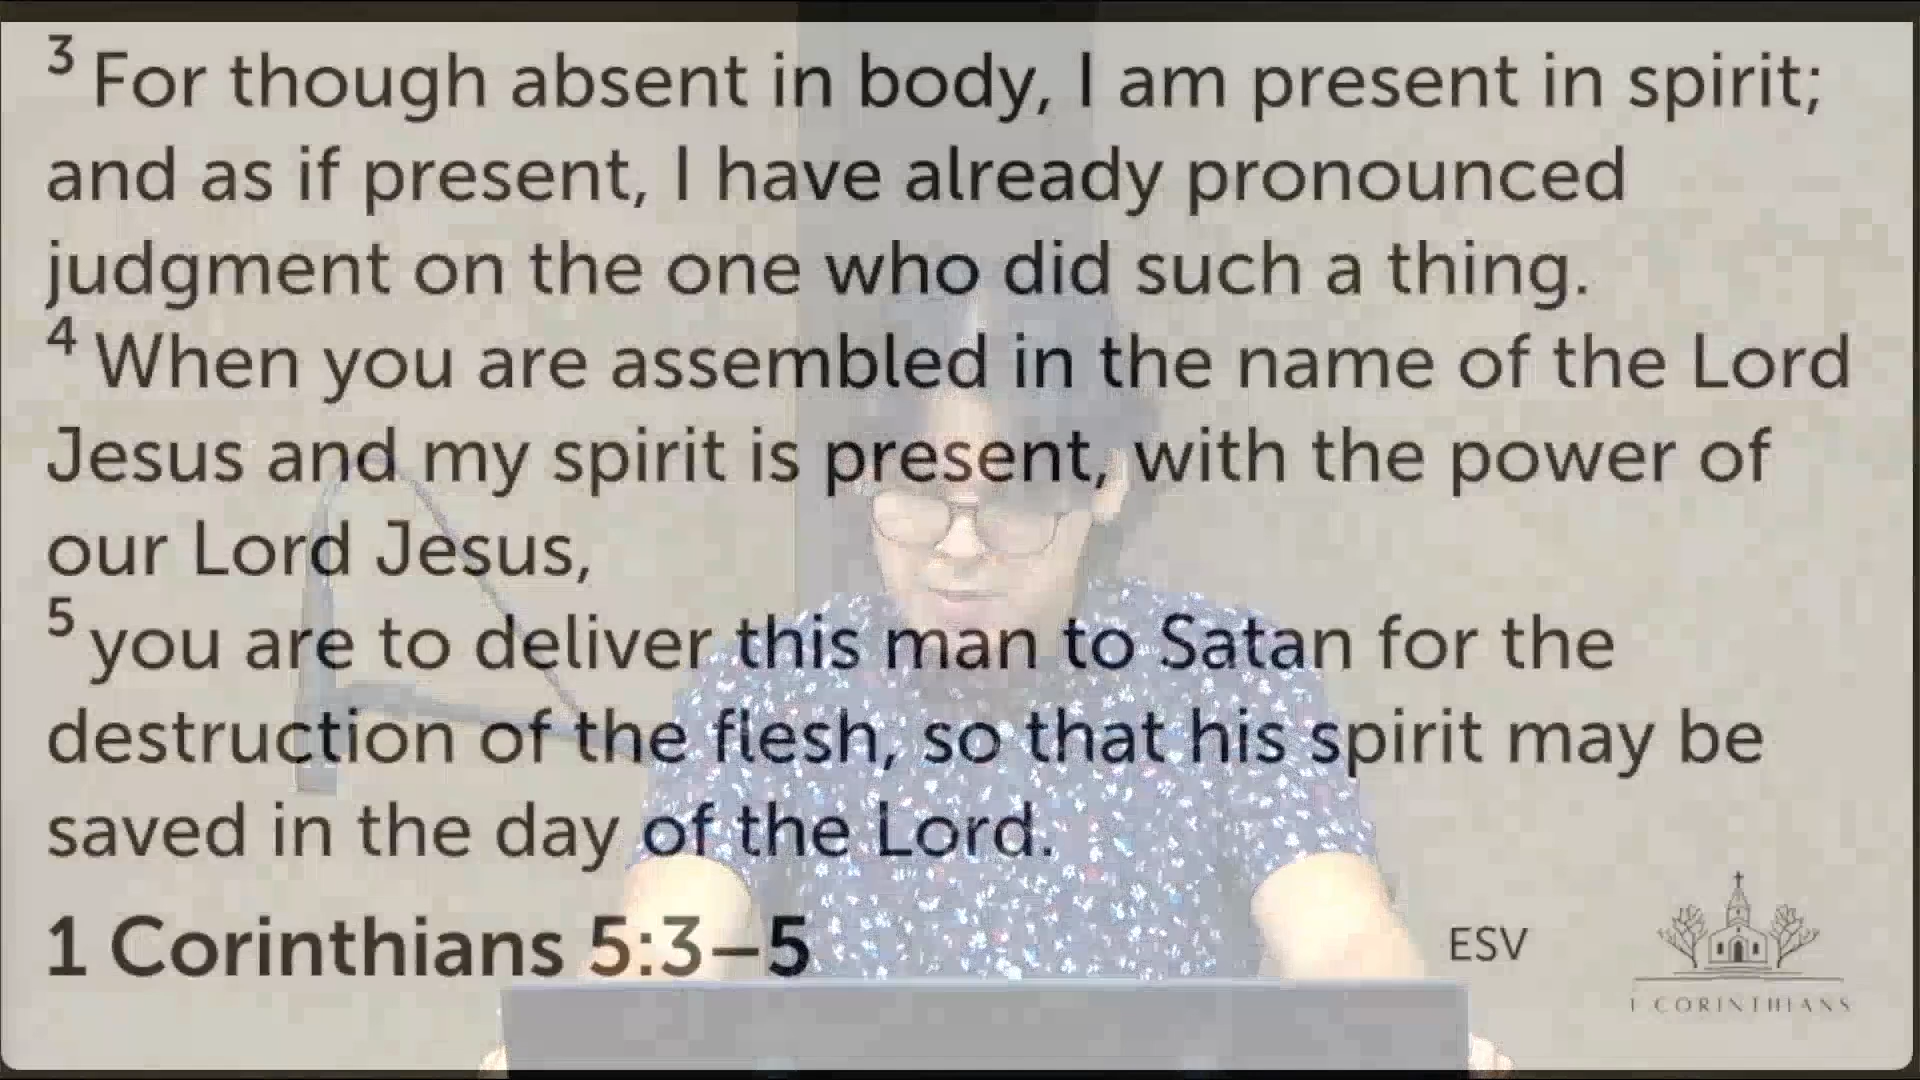 3 For though absent in body, I am present in spirit;
and as if present, I have already pronounced
judgment on the one who did such a thing.
4 When you are assembled in the name of the Lord
Jesus and my spirit is present, with the power of
our Lord Jesus,
5 you are to deliver this man to Satan for the
destruction of the flesh, so that his spirit may be
saved in the day of the Lord.
1 Corinthians 5:3–5
ESV
1 CORINTHIANS